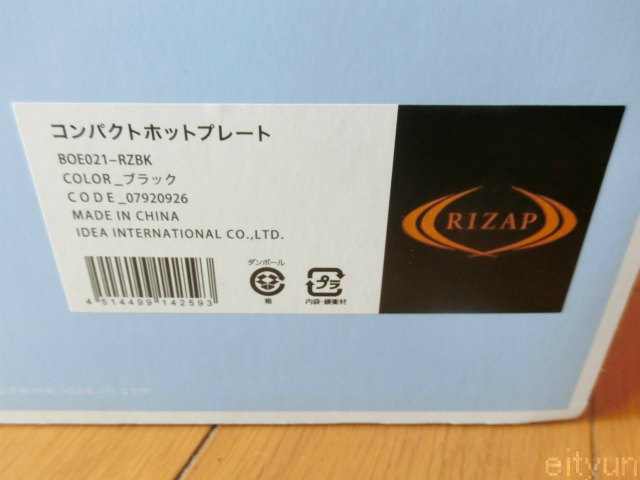 コンパクトホットプレート
BOE021-RZBK
COLOR_ブラック
CODE_07920926
MADE IN CHINA
IDEA INTERNATIONAL CO.,LTD.
RIZAP
ダンボール
プラ
箱
内袋・緩衝材
4 514499 142593
eityun